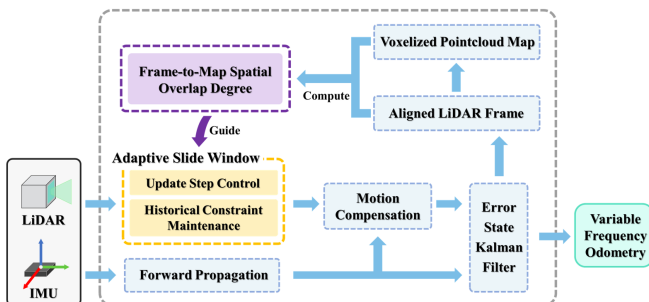 Voxelized Pointcloud Map
Frame-to-Map Spatial
Overlap Degree
Compute
Aligned LiDAR Frame
Guide
Adaptive Slide Window
Update Step Control
Historical Constraint
Maintenance
LiDAR
Motion
Compensation
Error
State
Kalman
Filter
Variable
Frequency
Odometry
Forward Propagation
IMU